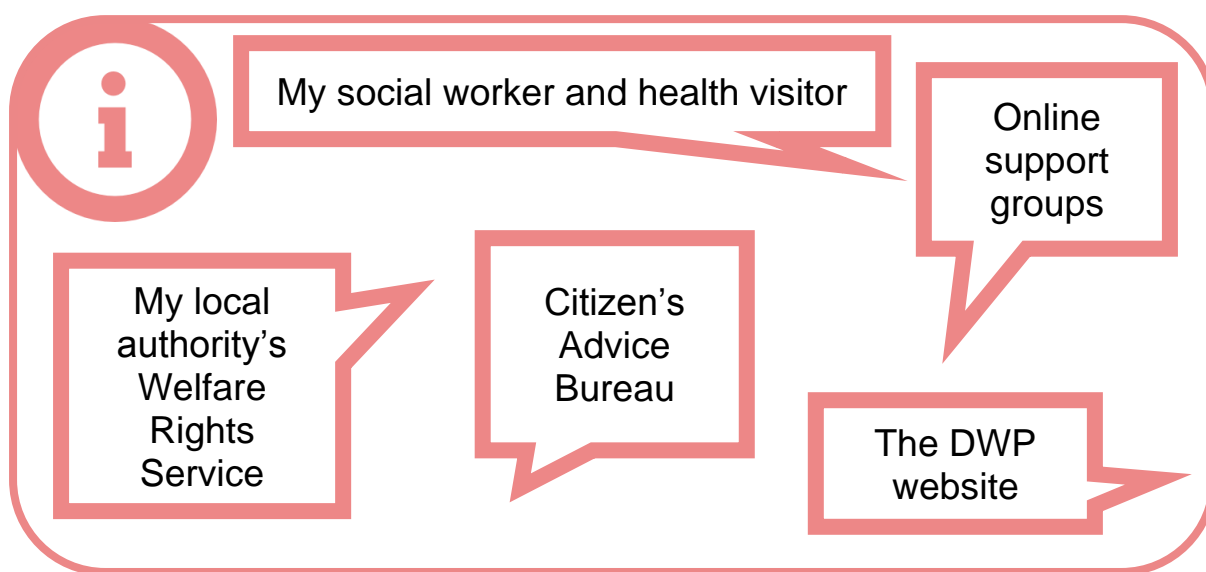 My social worker and health visitor
Online
support
groups
My local
authority’s
Welfare
Rights
Service
Citizen’s
Advice
Bureau
The DWP
website